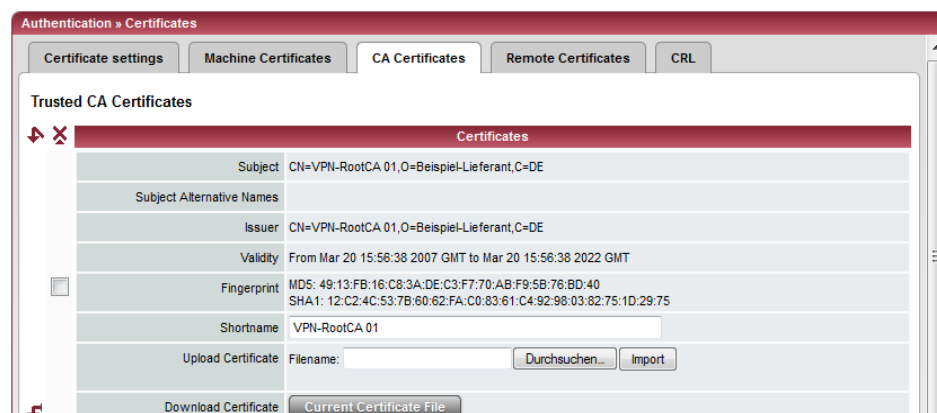 Authentication » Certificates
Certificate settings Machine Certificates CA Certificates Remote Certificates CRL
Trusted CA Certificates
Certificates
Subject CN=VPN-RootCA 01,O=Beispiel-Lieferant,C=DE
Subject Alternative Names
Issuer CN=VPN-RootCA 01,O=Beispiel-Lieferant,C=DE
Validity From Mar 20 15:56:38 2007 GMT to Mar 20 15:56:38 2022 GMT
Fingerprint MD5: 49:13:FB:16:C8:3A:DE:C3:F7:70:AB:F9:5B:76:BD:40
SHA1: 12:C2:4C:53:7B:60:62:FA:C0:83:61:C4:92:98:03:82:75:1D:29:75
Shortname VPN-RootCA 01
Upload Certificate Filename: Durchsuchen... Import
Download Certificate Current Certificate File